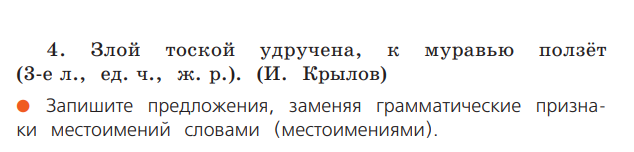 4. Злой тоской удручена, к муравью ползёт
(3-е л., ед. ч., ж. р.). (И. Крылов)
● Запишите предложения, заменяя грамматические призна-
ки местоимений словами (местоимениями).